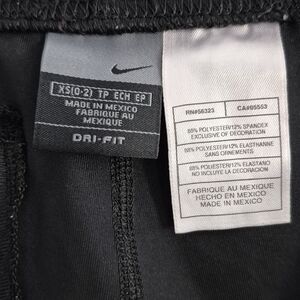 XS(0-2) TP ECH EP
MADE IN MEXICO
FABRIQUE AU
MEXIQUE
DRI-FIT
RN#56323 CA#05553
88% POLYESTER/12% SPANDEX
EXCLUSIVE OF DECORATION
88% POLYESTER/12% ELASTHANNE
SANS ORNEMENTS
88% POLIESTER/12% ELASTANO
NO INCLUYE LA DECORACION
FABRIQUE AU MEXIQUE
HECHO EN MEXICO
MADE IN MEXICO